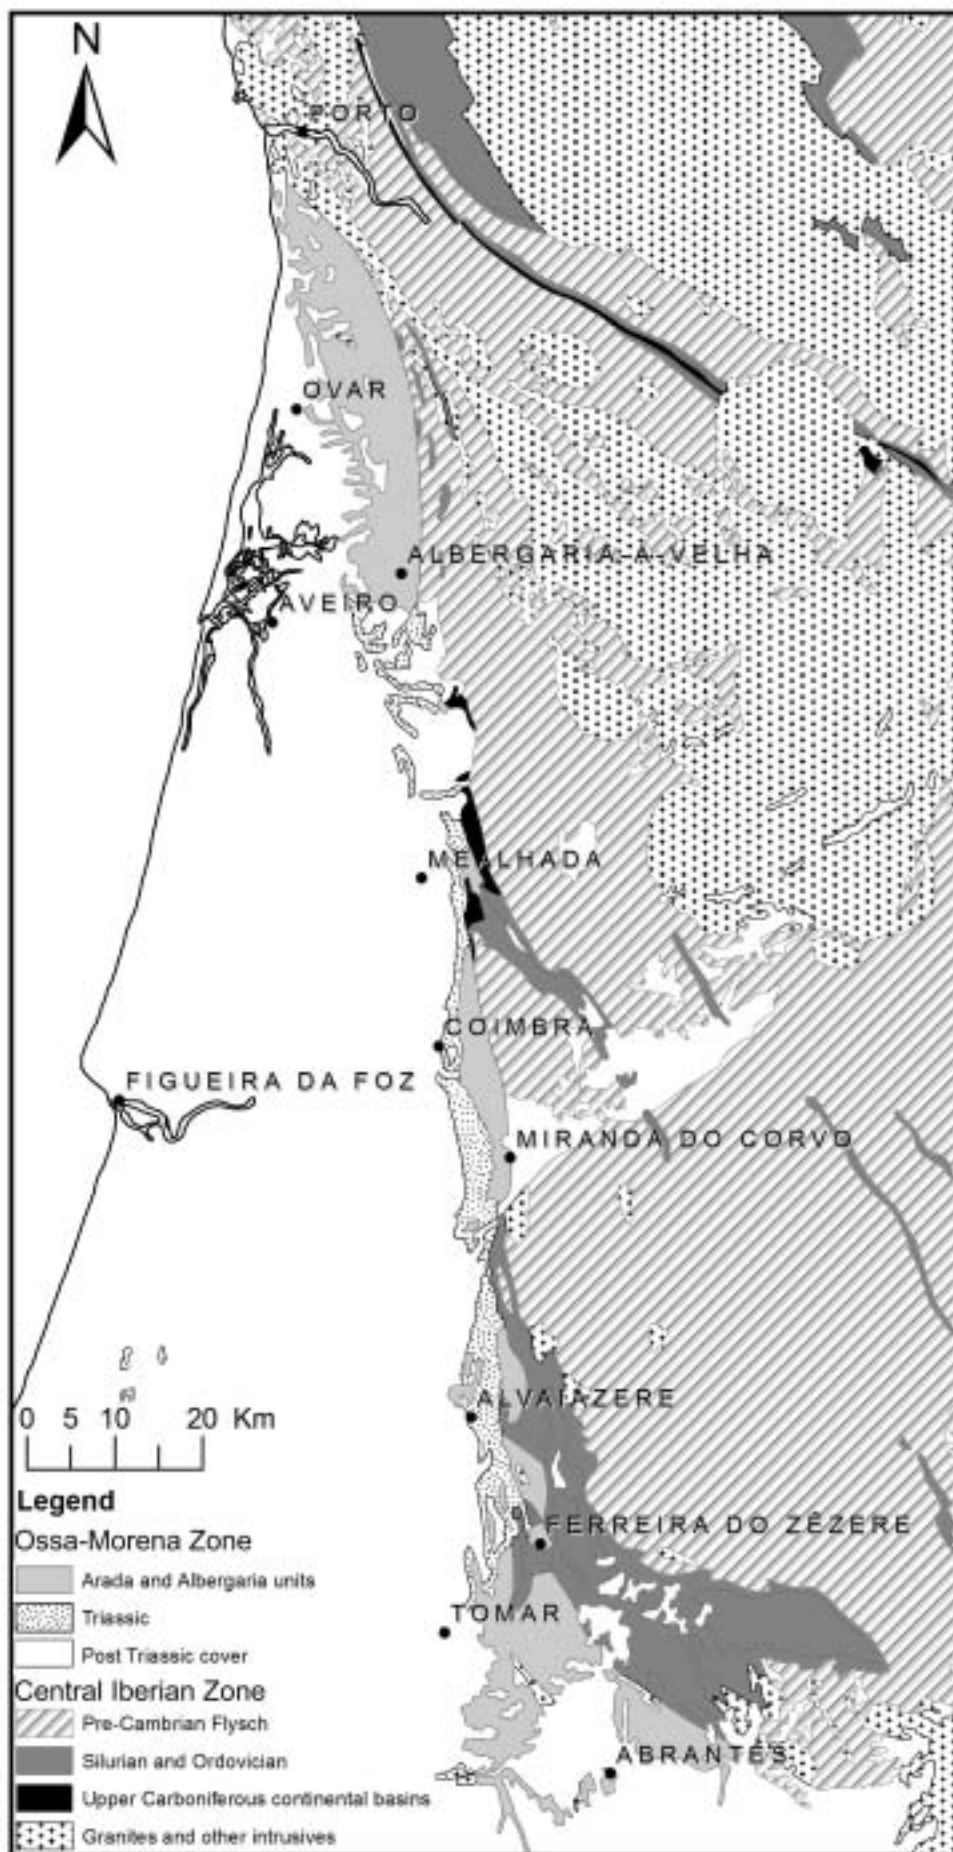 N
PORTO
OVAR
ALBERGARIA-A-VELHA
AVEIRO
MEALHADA
COIMBRA
FIGUEIRA DA FOZ
MIRANDA DO CORVO
ALVAIAZERE
0 5 10 20 Km
Legend
FERREIRA DO ZÊZERE
Ossa-Morena Zone
Arada and Albergaria units
Triassic
TOMAR
Post Triassic cover
Central Iberian Zone
Pre-Cambrian Flysch
Silurian and Ordovician
ABRANTES
Upper Carboniferous continental basins
Granites and other intrusives